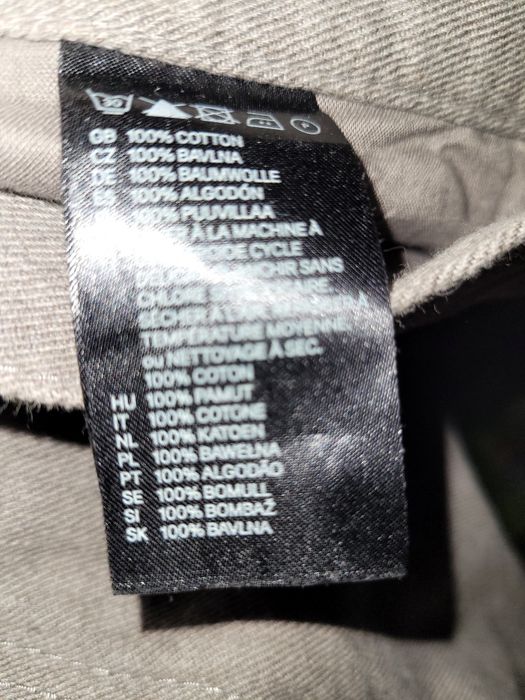 30
GB 100% COTTON
CZ 100% BAVLNA
DE 100% BAUMWOLLE
ES 100% ALGODÓN
100% PUUVILLAA
À LA MACHINE À
CYCLE
SANS
CHLORE
TEMPÉRATURE MOYENNE
OU NETTOYAGE À SEC.
100% COTON
HU 100% PAMUT
IT 100% COTONE
NL 100% KATOEN
PL 100% BAWEŁNA
PT 100% ALGODÃO
SE 100% BOMULL
SI 100% BOMBAŽ
SK 100% BAVLNA